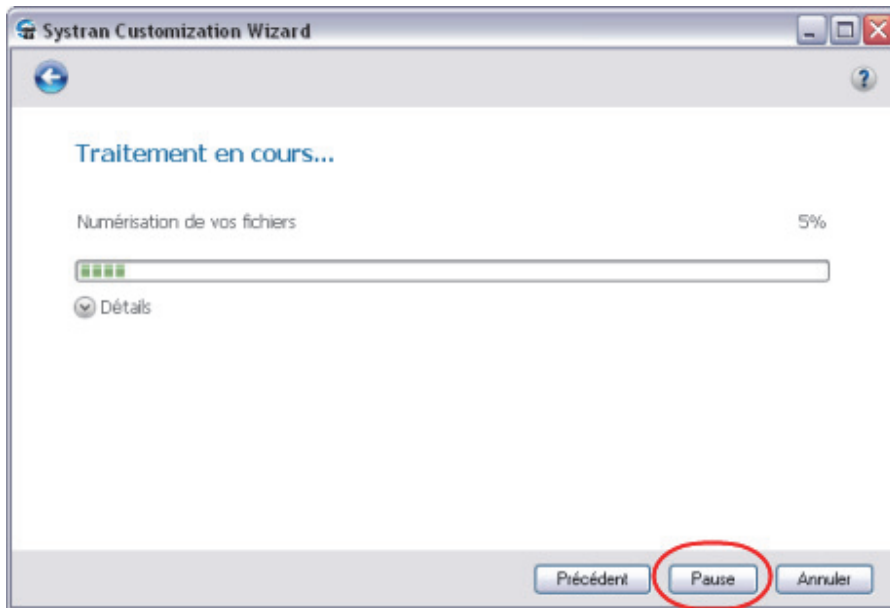 Systran Customization Wizard
?
Traitement en cours...
Numérisation de vos fichiers 5%
Détails
Précédent Pause Annuler